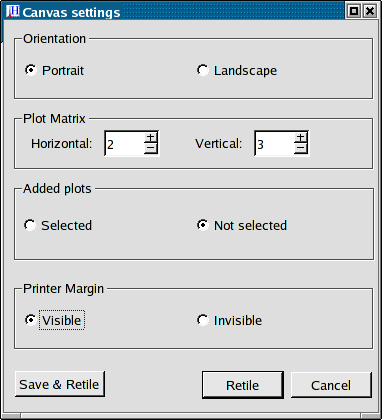 Canvas settings
Orientation
Portrait Landscape
Plot Matrix
Horizontal: 2 Vertical: 3
Added plots
Selected Not selected
Printer Margin
Visible Invisible
Save & Retile Retile Cancel